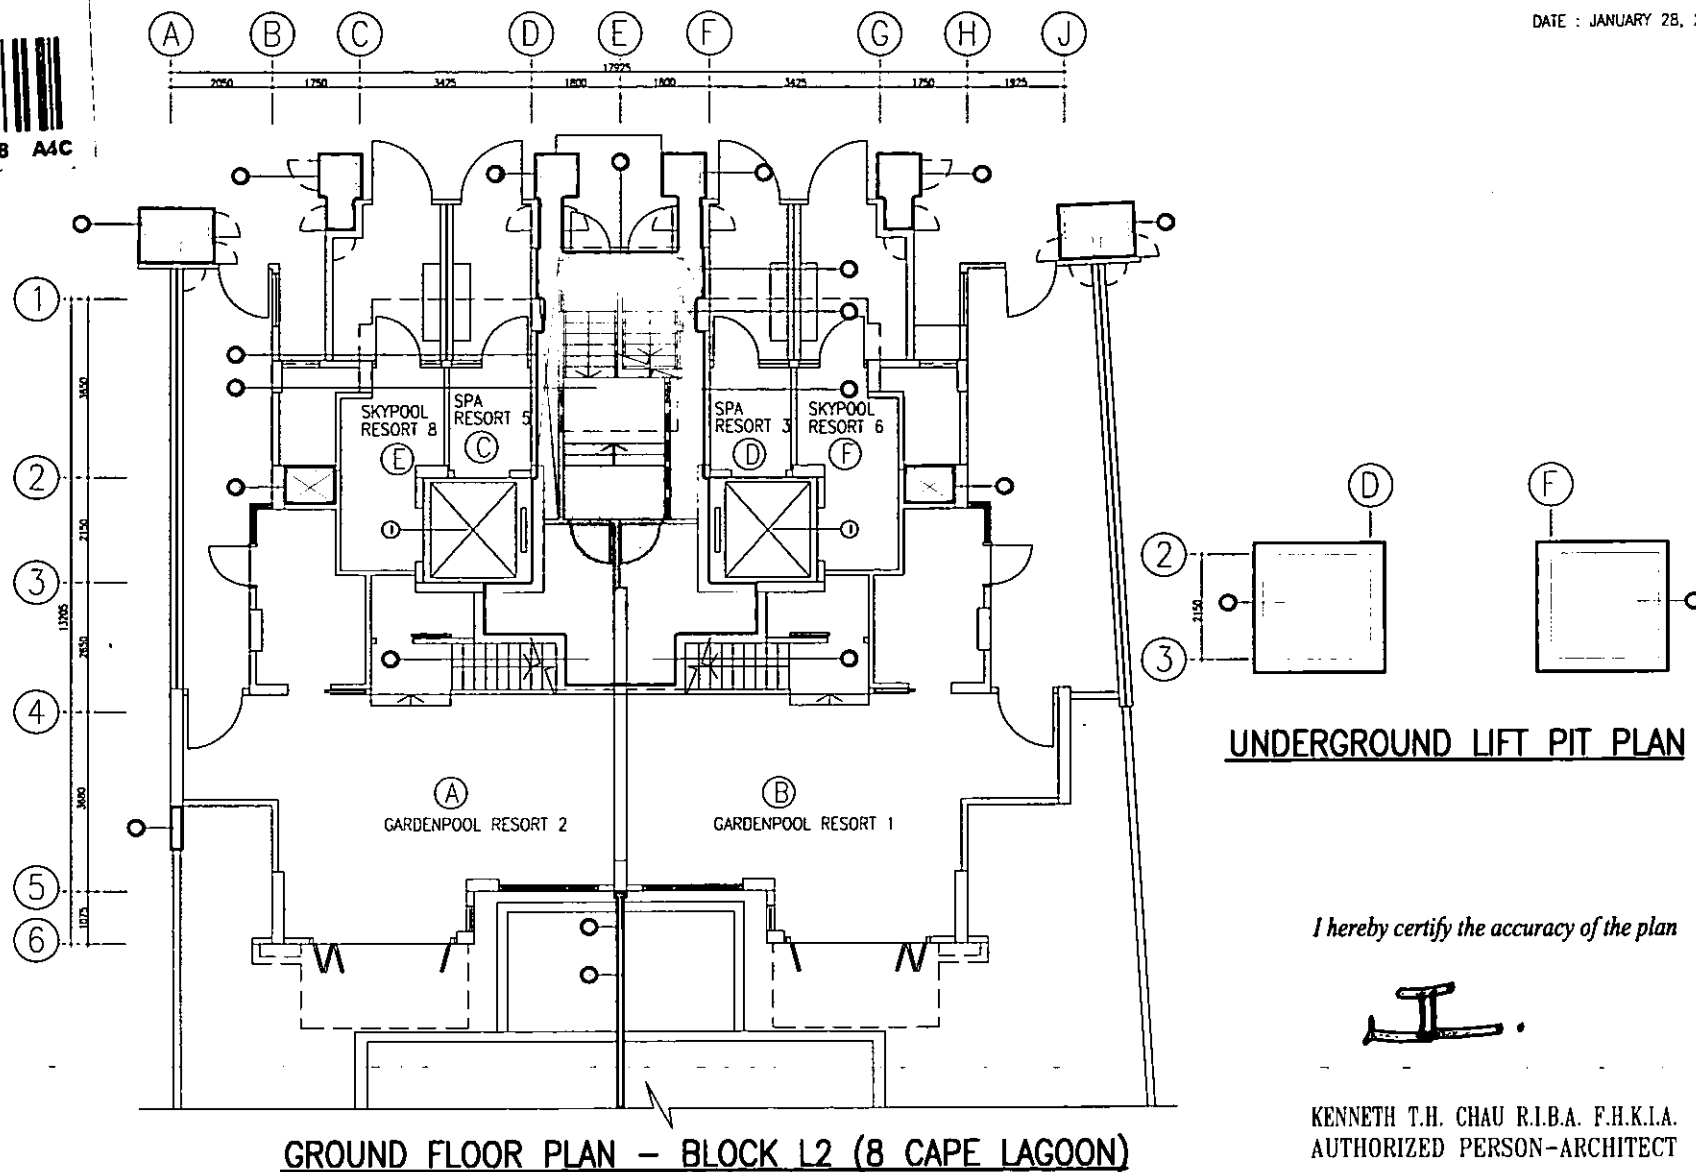 DATE : JANUARY 28,
A B C D E F G H J
17925
2050 1750 3425 1800 1800 3425 1750 1925
A4C
1
2
3
4
5
6
3650
2150
13205
2650
3680
1075
SKYPOOL
RESORT 8
E
SPA
RESORT 5
C
SPA
RESORT 3
D
SKYPOOL
RESORT 6
F
A
GARDENPOOL RESORT 2
B
GARDENPOOL RESORT 1
D F
2
2150
3
UNDERGROUND LIFT PIT PLAN
I hereby certify the accuracy of the plan
KENNETH T.H. CHAU R.I.B.A. F.H.K.I.A.
AUTHORIZED PERSON-ARCHITECT
GROUND FLOOR PLAN – BLOCK L2 (8 CAPE LAGOON)